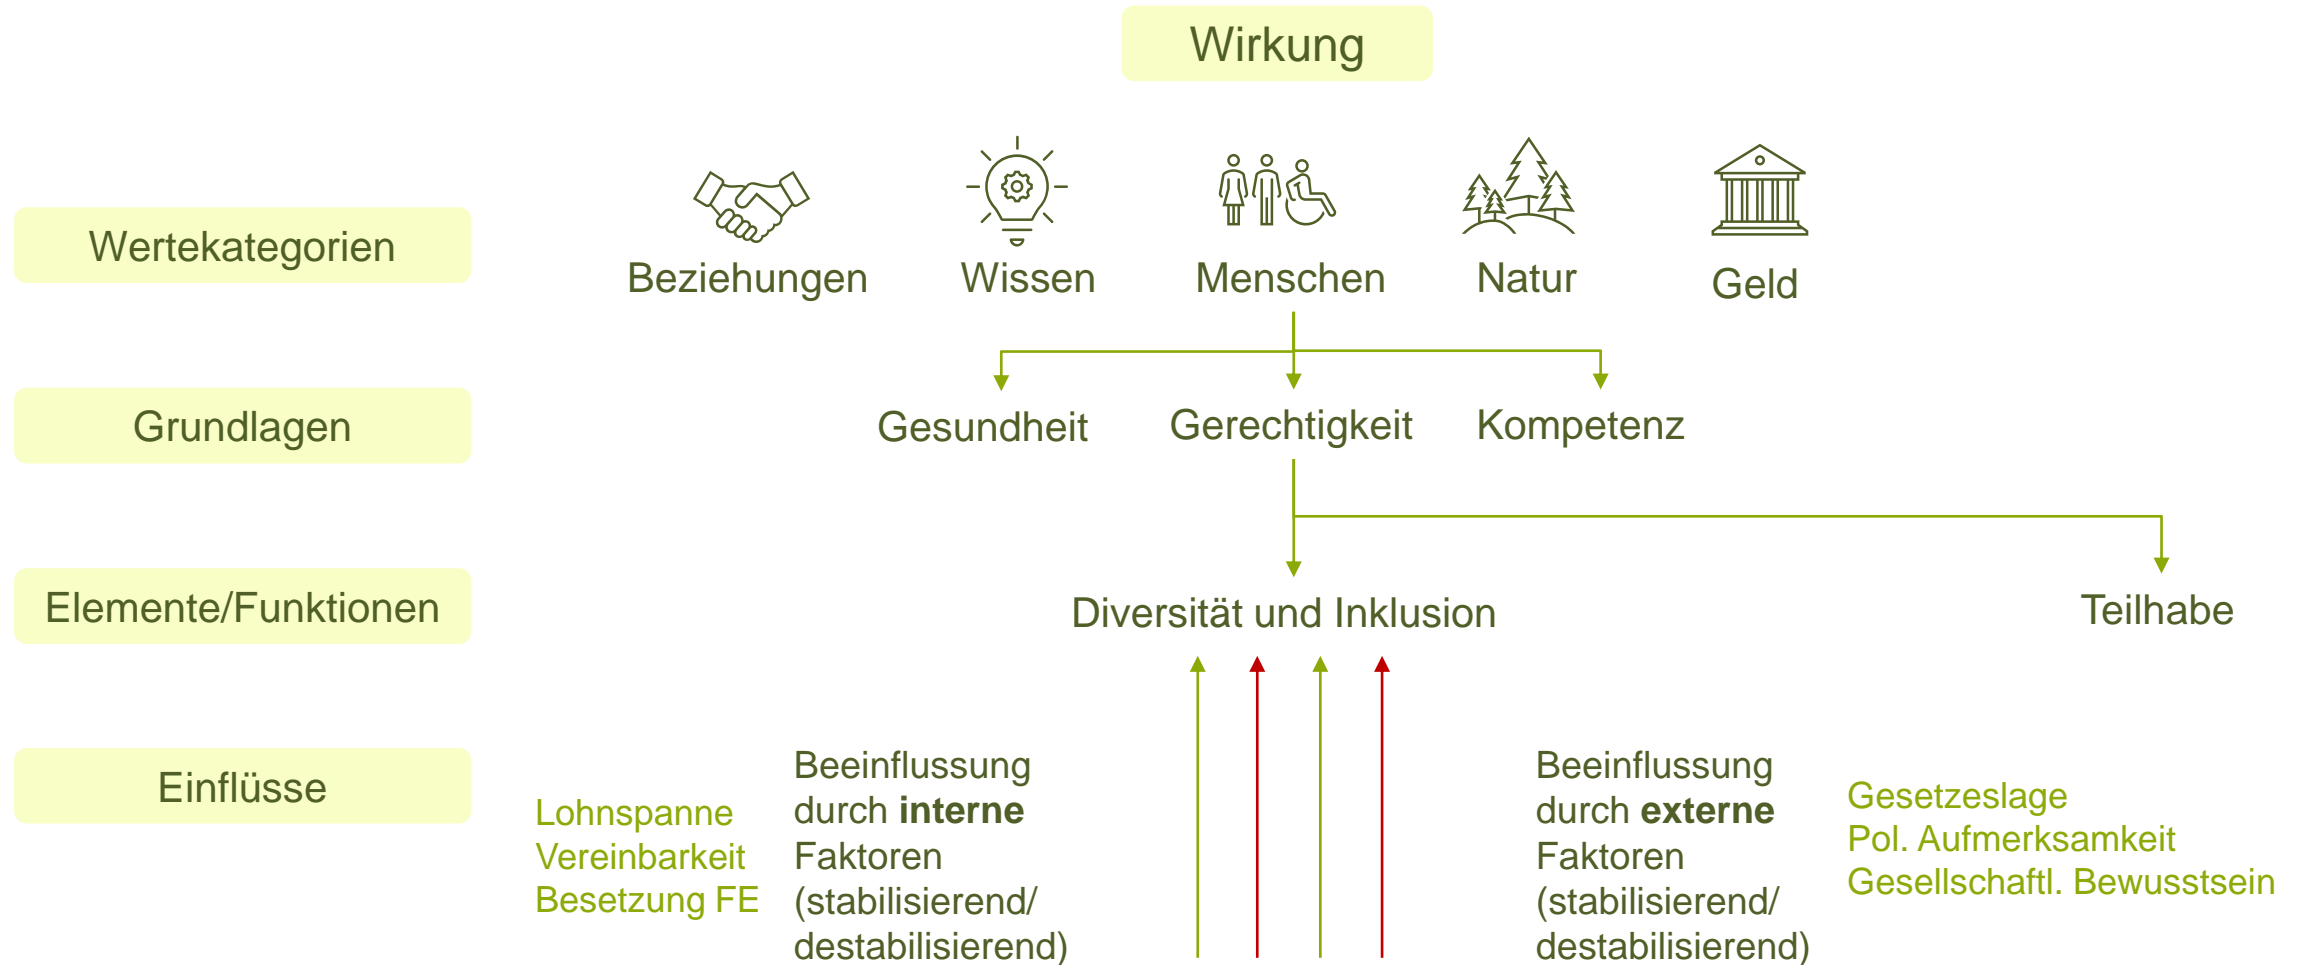 Wirkung
Wertekategorien
Beziehungen
Wissen
Menschen
Natur
Geld
Grundlagen
Gesundheit
Gerechtigkeit
Kompetenz
Elemente/Funktionen
Diversität und Inklusion
Teilhabe
Einflüsse
Lohnspanne
Vereinbarkeit
Besetzung FE
Beeinflussung
durch interne
Faktoren
(stabilisierend/
destabilisierend)
Beeinflussung
durch externe
Faktoren
(stabilisierend/
destabilisierend)
Gesetzeslage
Pol. Aufmerksamkeit
Gesellschaftl. Bewusstsein